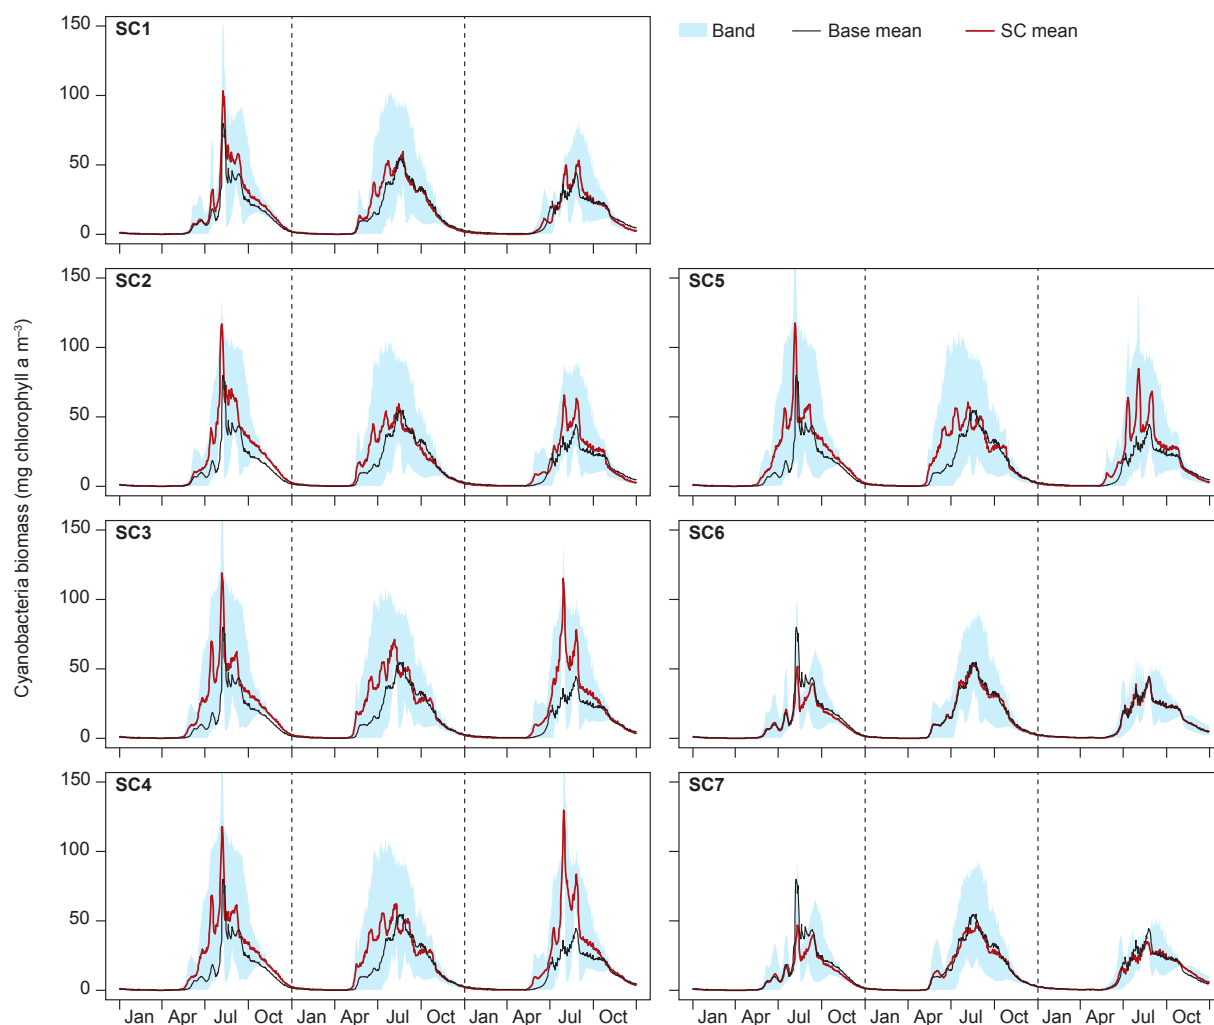 Band
Base mean
SC mean
Cyanobacteria biomass (mg chlorophyll a m⁻³)
SC1
150
100
50
0
SC2
150
100
50
0
SC5
SC3
150
100
50
0
SC6
SC4
150
100
50
0
SC7
Jan Apr Jul Oct Jan Apr Jul Oct Jan Apr Jul Oct
Jan Apr Jul Oct Jan Apr Jul Oct Jan Apr Jul Oct